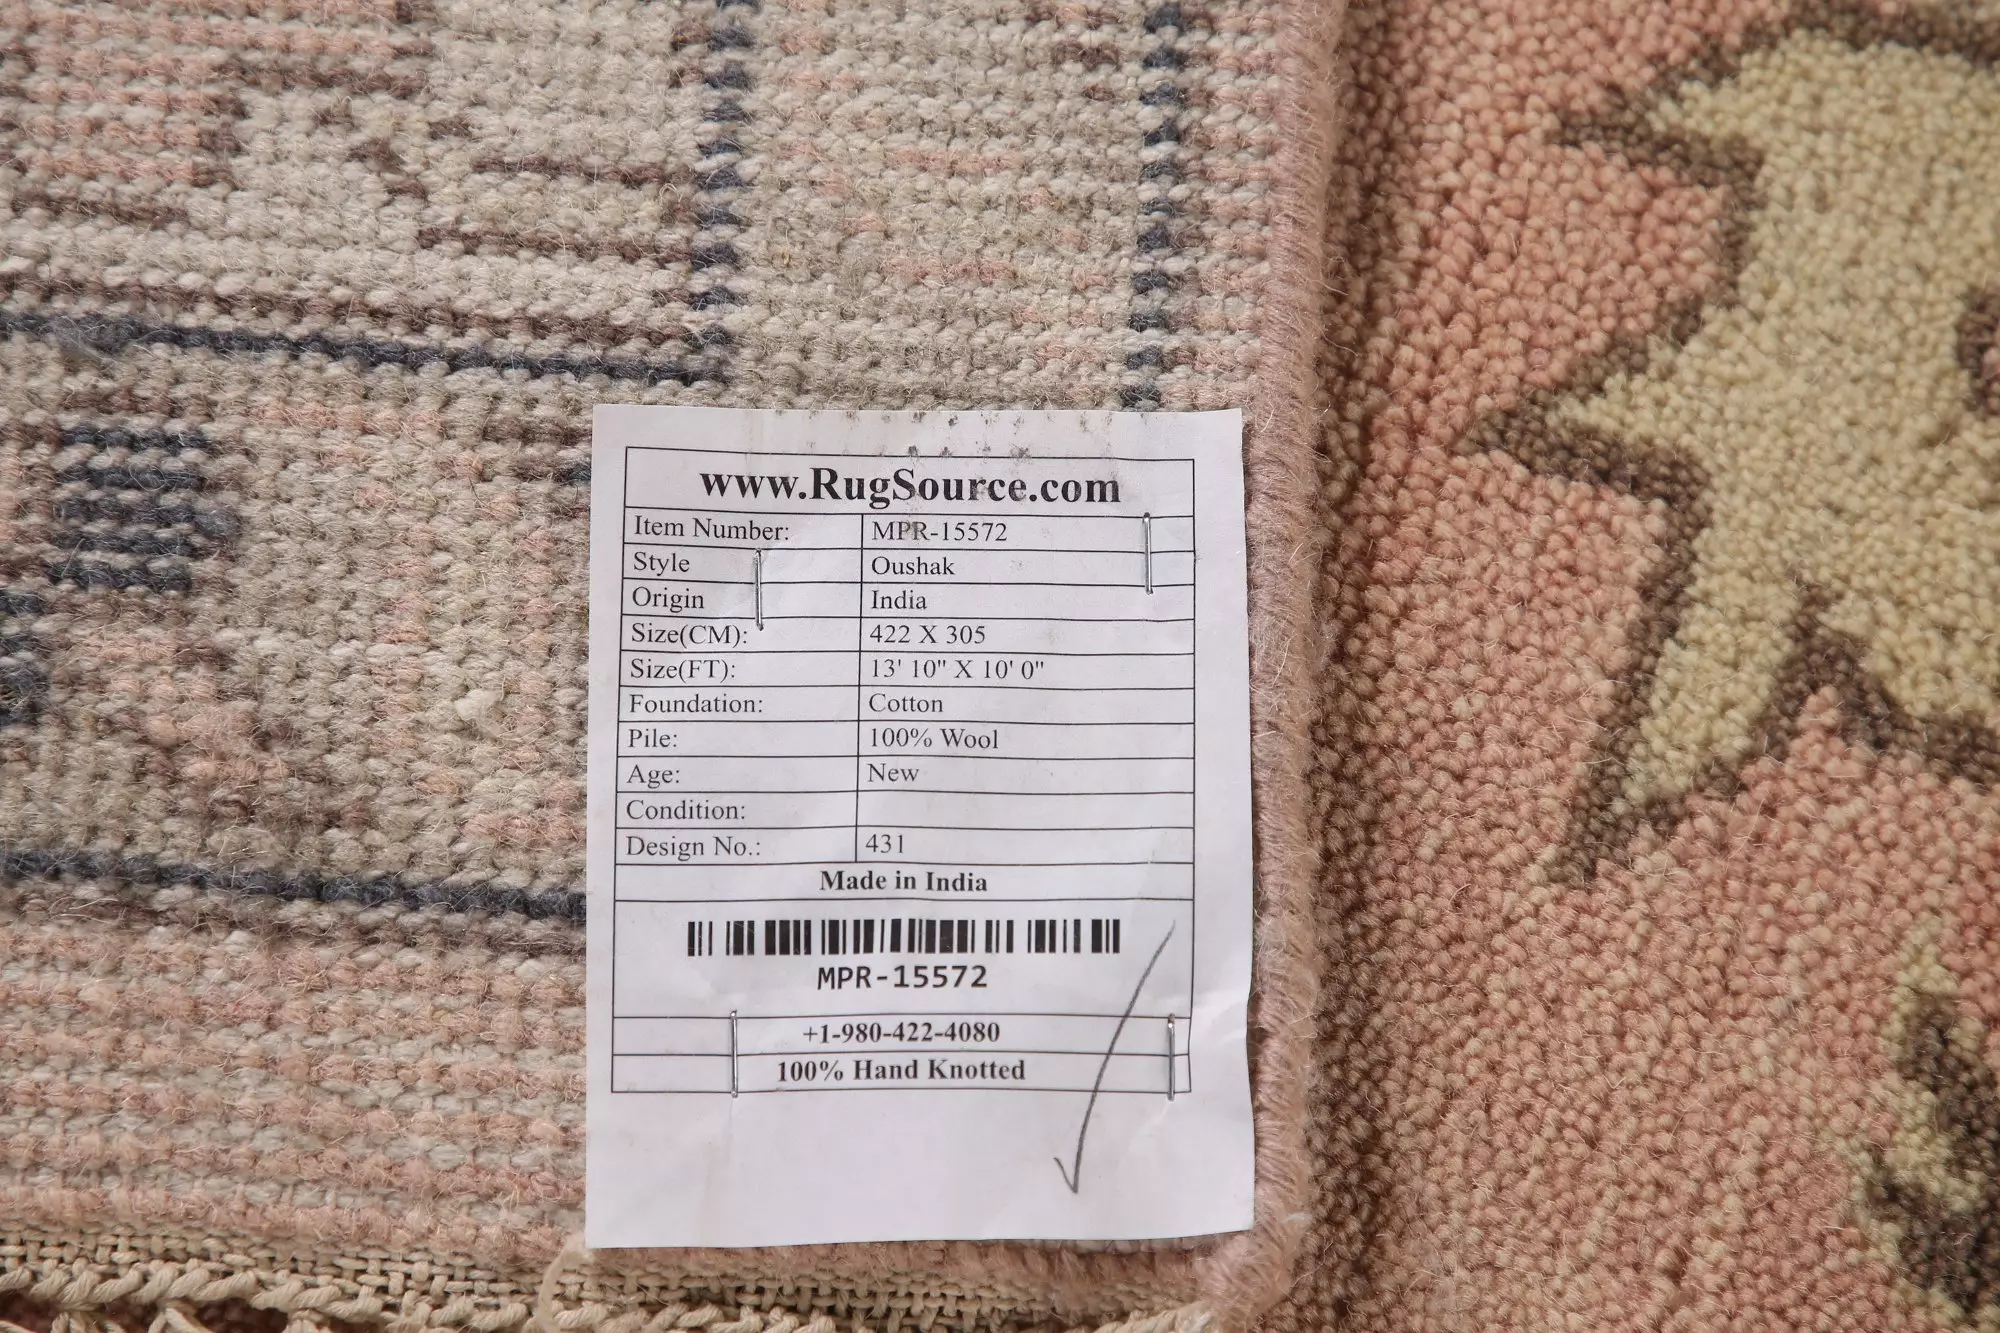 www.RugSource.com
Item Number: MPR-15572
Style Oushak
Origin India
Size(CM): 422 X 305
Size(FT): 13' 10" X 10' 0"
Foundation: Cotton
Pile: 100% Wool
Age: New
Condition:
Design No.: 431
Made in India
MPR-15572
+1-980-422-4080
100% Hand Knotted